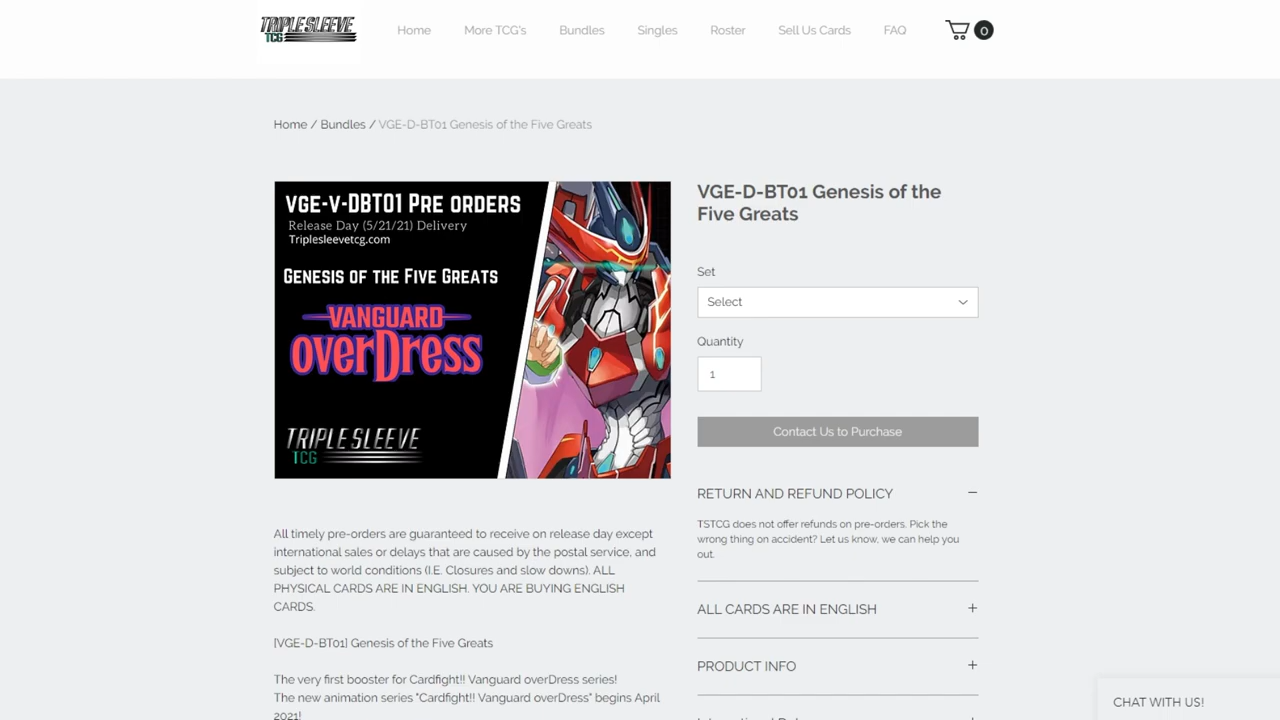 TRIPLE SLEEVE
TCG
Home
More TCG's
Bundles
Singles
Roster
Sell Us Cards
FAQ
0
Home / Bundles / VGE-D-BT01 Genesis of the Five Greats
VGE-V-DBT01 PRE ORDERS
Release Day (5/21/21) Delivery
Triplesleevetcg.com
GENESIS OF THE FIVE GREATS
VANGUARD
overDress
TRIPLE SLEEVE
TCG
VGE-D-BT01 Genesis of the
Five Greats
Set
Select
Quantity
1
Contact Us to Purchase
RETURN AND REFUND POLICY
TSTCG does not offer refunds on pre-orders. Pick the
wrong thing on accident? Let us know, we can help you
out.
ALL CARDS ARE IN ENGLISH
PRODUCT INFO
All timely pre-orders are guaranteed to receive on release day except
international sales or delays that are caused by the postal service, and
subject to world conditions (I.E. Closures and slow downs). ALL
PHYSICAL CARDS ARE IN ENGLISH. YOU ARE BUYING ENGLISH
CARDS.
[VGE-D-BT01] Genesis of the Five Greats
The very first booster for Cardfight!! Vanguard overDress series!
The new animation series "Cardfight!! Vanguard overDress" begins April
2021!
CHAT WITH US!